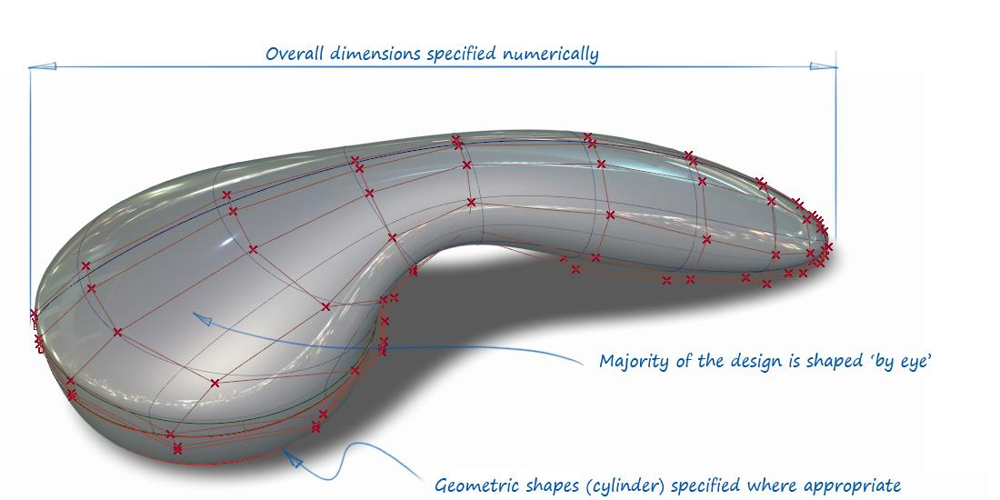 Overall dimensions specified numerically
Majority of the design is shaped ‘by eye’
Geometric shapes (cylinder) specified where appropriate